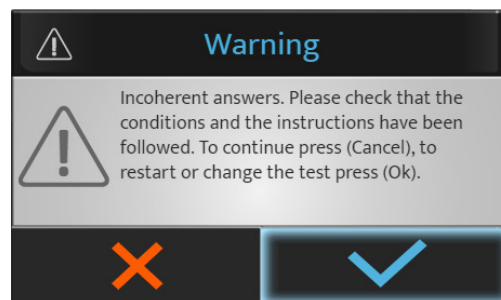 Warning
Incoherent answers. Please check that the
conditions and the instructions have been
followed. To continue press (Cancel), to
restart or change the test press (Ok).